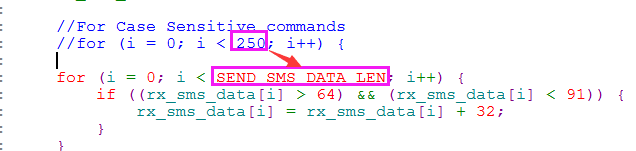 //For Case Sensitive commands
//for (i = 0; i < 250; i++) {
for (i = 0; i < SEND_SMS_DATA_LEN; i++) {
if ((rx_sms_data[i] > 64) && (rx_sms_data[i] < 91)) {
rx_sms_data[i] = rx_sms_data[i] + 32;
}
}